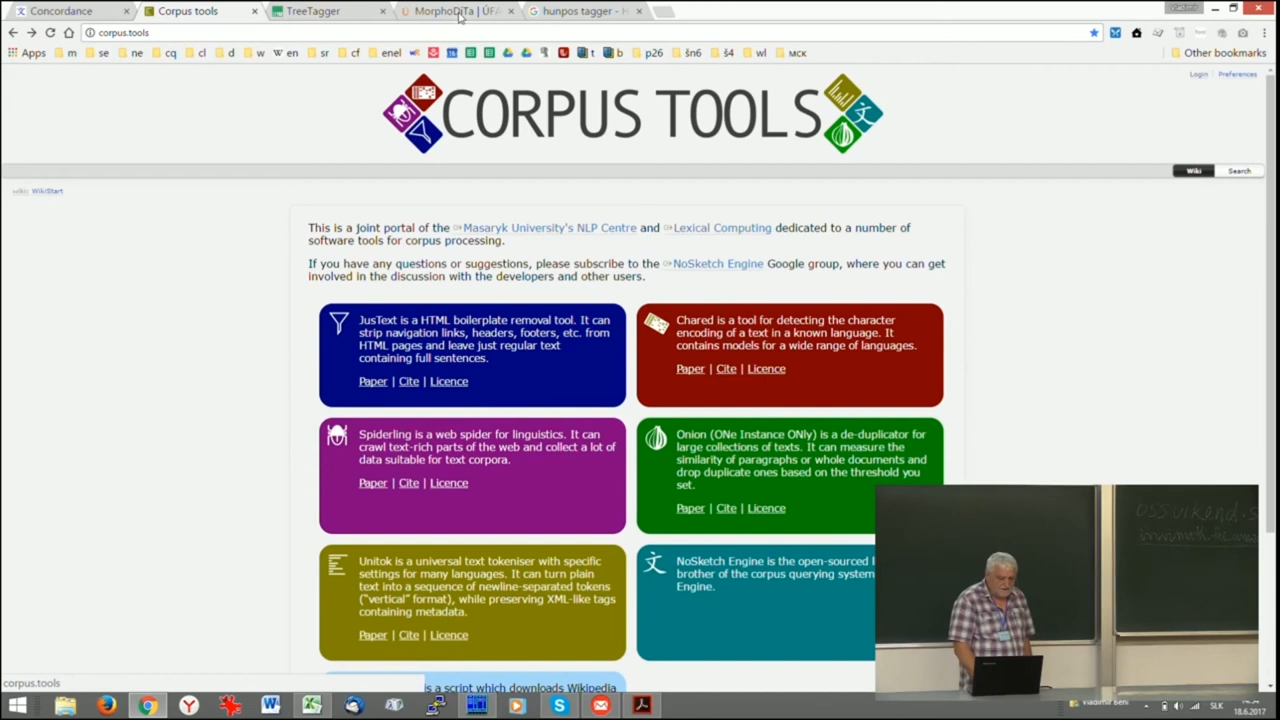 Concordance
Corpus tools
TreeTagger
MorphoDiTa | ÚFA
hunpos tagger -
Vladimir
corpus.tools
Apps m se ne cq cl d w en sr cf enel t b p26 šn6 š4 wl мск Other bookmarks
Login Preferences
CORPUS TOOLS
Wiki Search
wiki: WikiStart
This is a joint portal of the Masaryk University's NLP Centre and Lexical Computing dedicated to a number of
software tools for corpus processing.
If you have any questions or suggestions, please subscribe to the NoSketch Engine Google group, where you can get
involved in the discussion with the developers and other users.
JusText is a HTML boilerplate removal tool. It can
strip navigation links, headers, footers, etc. from
HTML pages and leave just regular text
containing full sentences.
Paper | Cite | Licence
Chared is a tool for detecting the character
encoding of a text in a known language. It
contains models for a wide range of languages.
Paper | Cite | Licence
Spiderling is a web spider for linguistics. It can
crawl text-rich parts of the web and collect a lot of
data suitable for text corpora.
Paper | Cite | Licence
Onion (ONe Instance ONly) is a de-duplicator for
large collections of texts. It can measure the
similarity of paragraphs or whole documents and
drop duplicate ones based on the threshold you
set.
Paper | Cite | Licence
Unitok is a universal text tokeniser with specific
settings for many languages. It can turn plain
text into a sequence of newline-separated tokens
("vertical" format), while preserving XML-like tags
containing metadata.
Paper | Cite | Licence
NoSketch Engine is the open-sourced l
brother of the corpus querying system
Engine.
corpus.tools
is a script which downloads Wikipedia
SLK
18.6.2017